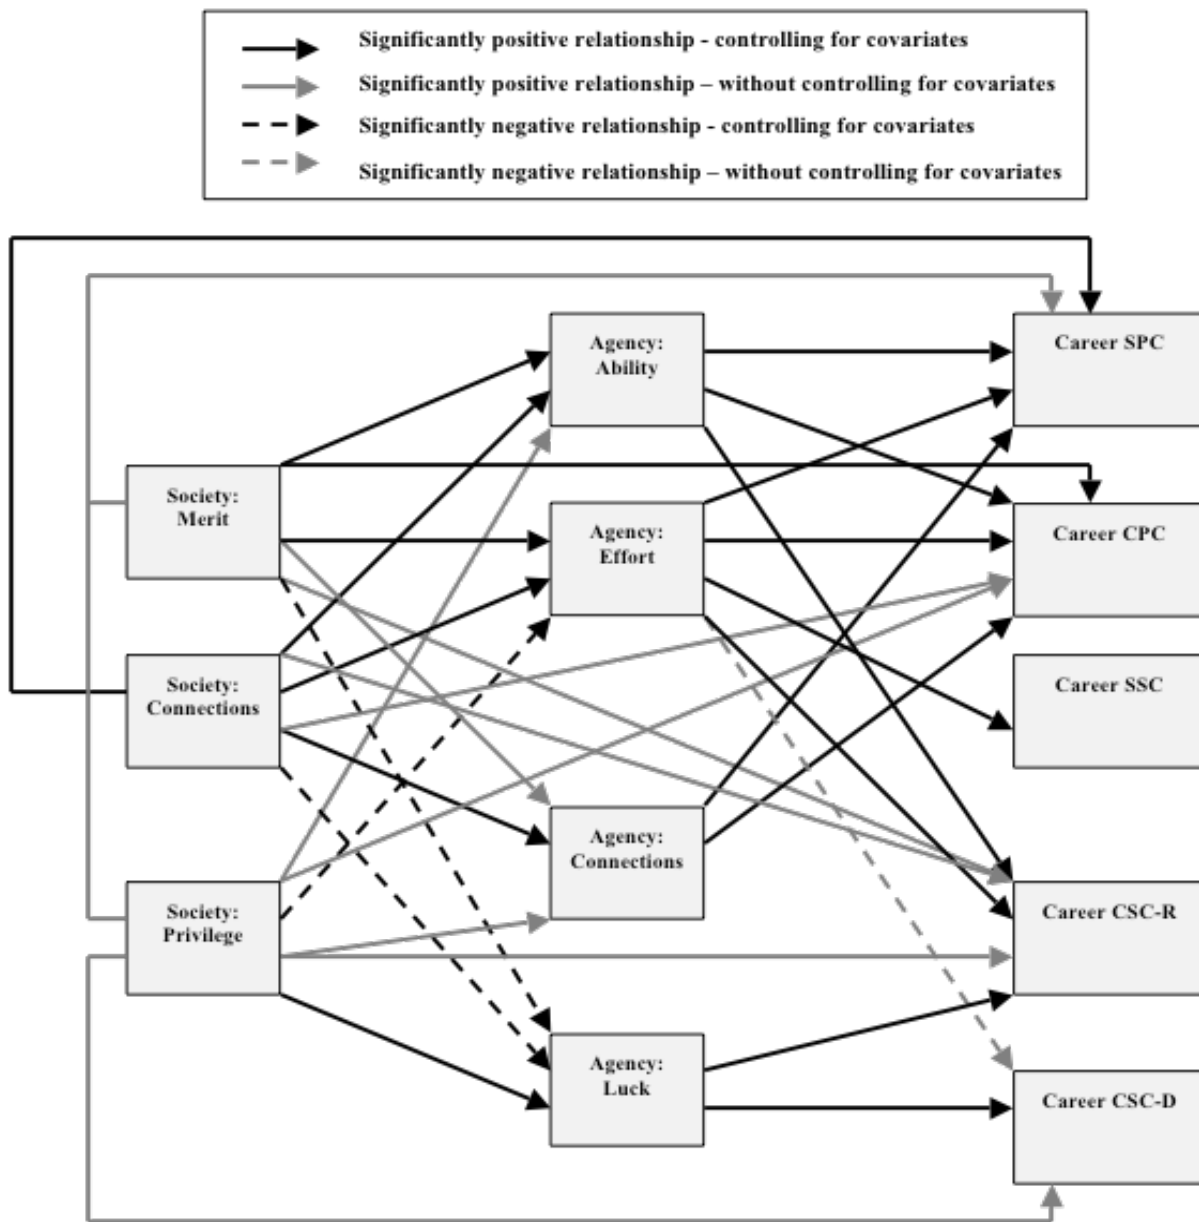 Significantly positive relationship - controlling for covariates
Significantly positive relationship – without controlling for covariates
Significantly negative relationship - controlling for covariates
Significantly negative relationship – without controlling for covariates
Agency:
Ability
Career SPC
Society:
Merit
Agency:
Effort
Career CPC
Society:
Connections
Career SSC
Agency:
Connections
Society:
Privilege
Career CSC-R
Agency:
Luck
Career CSC-D